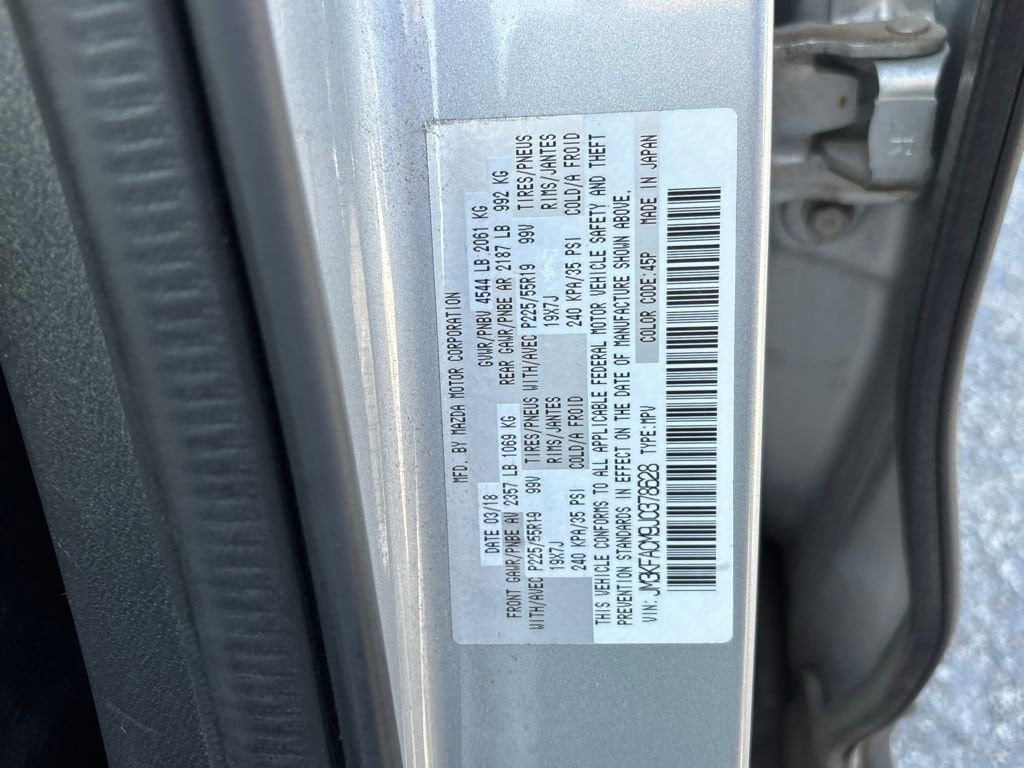 MFD. BY MAZDA MOTOR CORPORATION
DATE 03/18 GVWR/PNBV 4544 LB 2061 KG
FRONT GAWR/PNBE AV 2357 LB 1069 KG REAR GAWR/PNBE AR 2187 LB 992 KG
WITH/AVEC P225/55R19 99V TIRES/PNEUS WITH/AVEC P225/55R19 99V TIRES/PNEUS
19X7J RIMS/JANTES 19X7J RIMS/JANTES
240 KPA/35 PSI COLD/A FROID 240 KPA/35 PSI COLD/A FROID
THIS VEHICLE CONFORMS TO ALL APPLICABLE FEDERAL MOTOR VEHICLE SAFETY AND THEFT
PREVENTION STANDARDS IN EFFECT ON THE DATE OF MANUFACTURE SHOWN ABOVE.
VIN: JM3KFACM9J0378628 TYPE:MPV COLOR CODE:45P MADE IN JAPAN